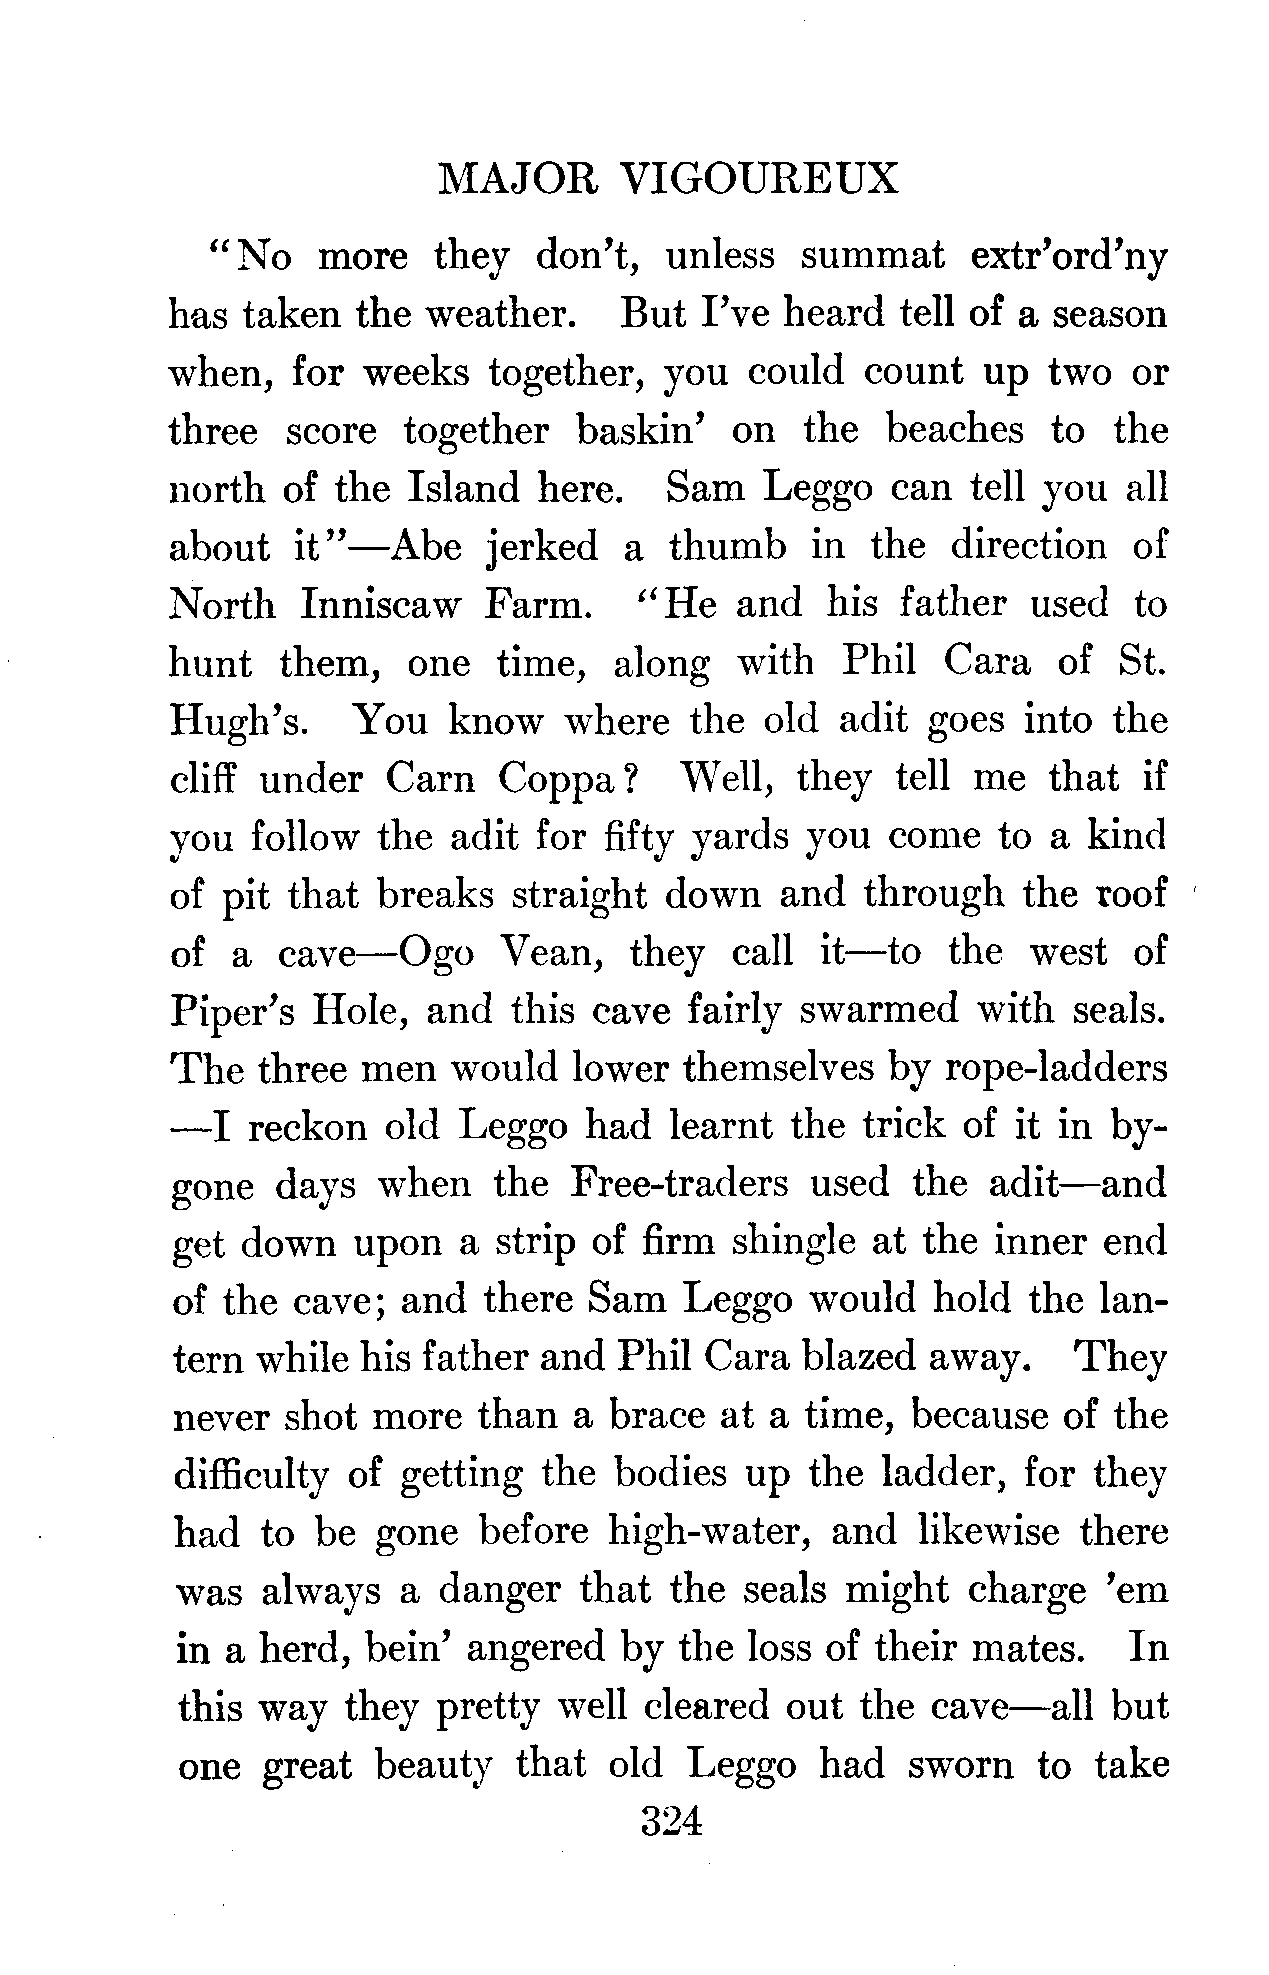 MAJOR VIGOUREUX
"No more they don't, unless summat extr'ord'ny
has taken the weather. But I've heard tell of a season
when, for weeks together, you could count up two or
three score together baskin' on the beaches to the
north of the Island here. Sam Leggo can tell you all
about it"—Abe jerked a thumb in the direction of
North Inniscaw Farm. "He and his father used to
hunt them, one time, along with Phil Cara of St.
Hugh's. You know where the old adit goes into the
cliff under Carn Coppa? Well, they tell me that if
you follow the adit for fifty yards you come to a kind
of pit that breaks straight down and through the roof
of a cave—Ogo Vean, they call it—to the west of
Piper's Hole, and this cave fairly swarmed with seals.
The three men would lower themselves by rope-ladders
—I reckon old Leggo had learnt the trick of it in by-
gone days when the Free-traders used the adit—and
get down upon a strip of firm shingle at the inner end
of the cave; and there Sam Leggo would hold the lan-
tern while his father and Phil Cara blazed away. They
never shot more than a brace at a time, because of the
difficulty of getting the bodies up the ladder, for they
had to be gone before high-water, and likewise there
was always a danger that the seals might charge 'em
in a herd, bein' angered by the loss of their mates. In
this way they pretty well cleared out the cave—all but
one great beauty that old Leggo had sworn to take
324